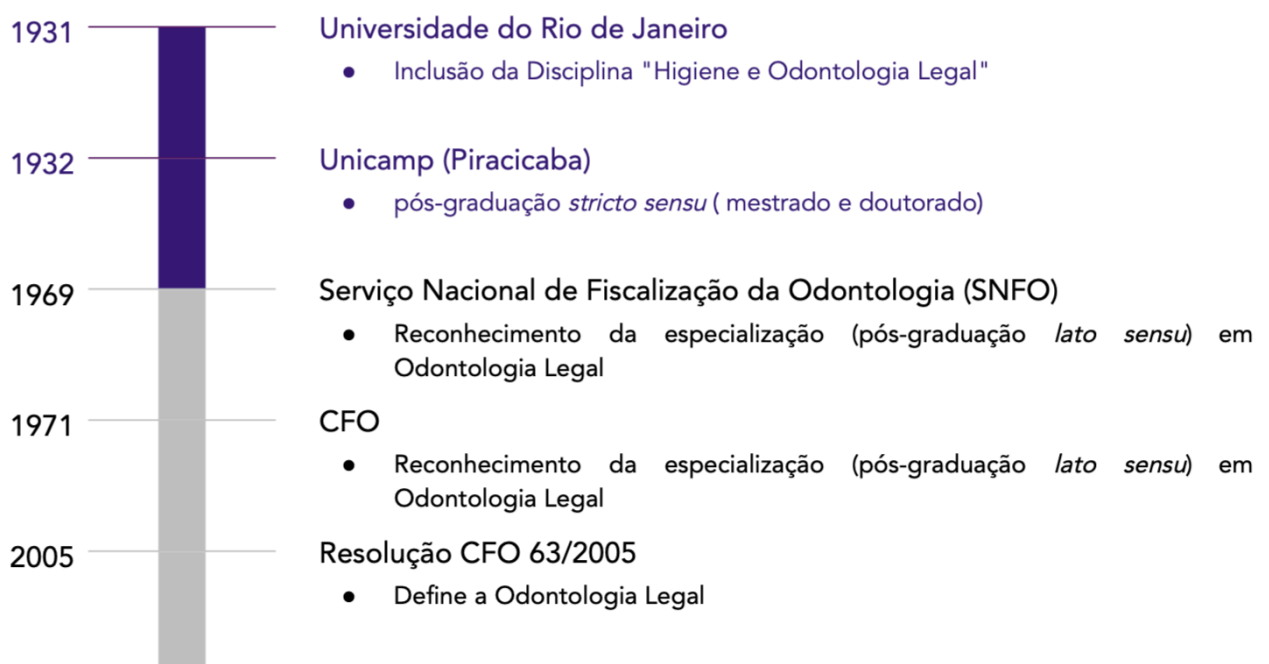 1931
Universidade do Rio de Janeiro
● Inclusão da Disciplina "Higiene e Odontologia Legal"
1932
Unicamp (Piracicaba)
● pós-graduação stricto sensu ( mestrado e doutorado)
1969
Serviço Nacional de Fiscalização da Odontologia (SNFO)
● Reconhecimento da especialização (pós-graduação lato sensu) em
Odontologia Legal
1971
CFO
● Reconhecimento da especialização (pós-graduação lato sensu) em
Odontologia Legal
2005
Resolução CFO 63/2005
● Define a Odontologia Legal